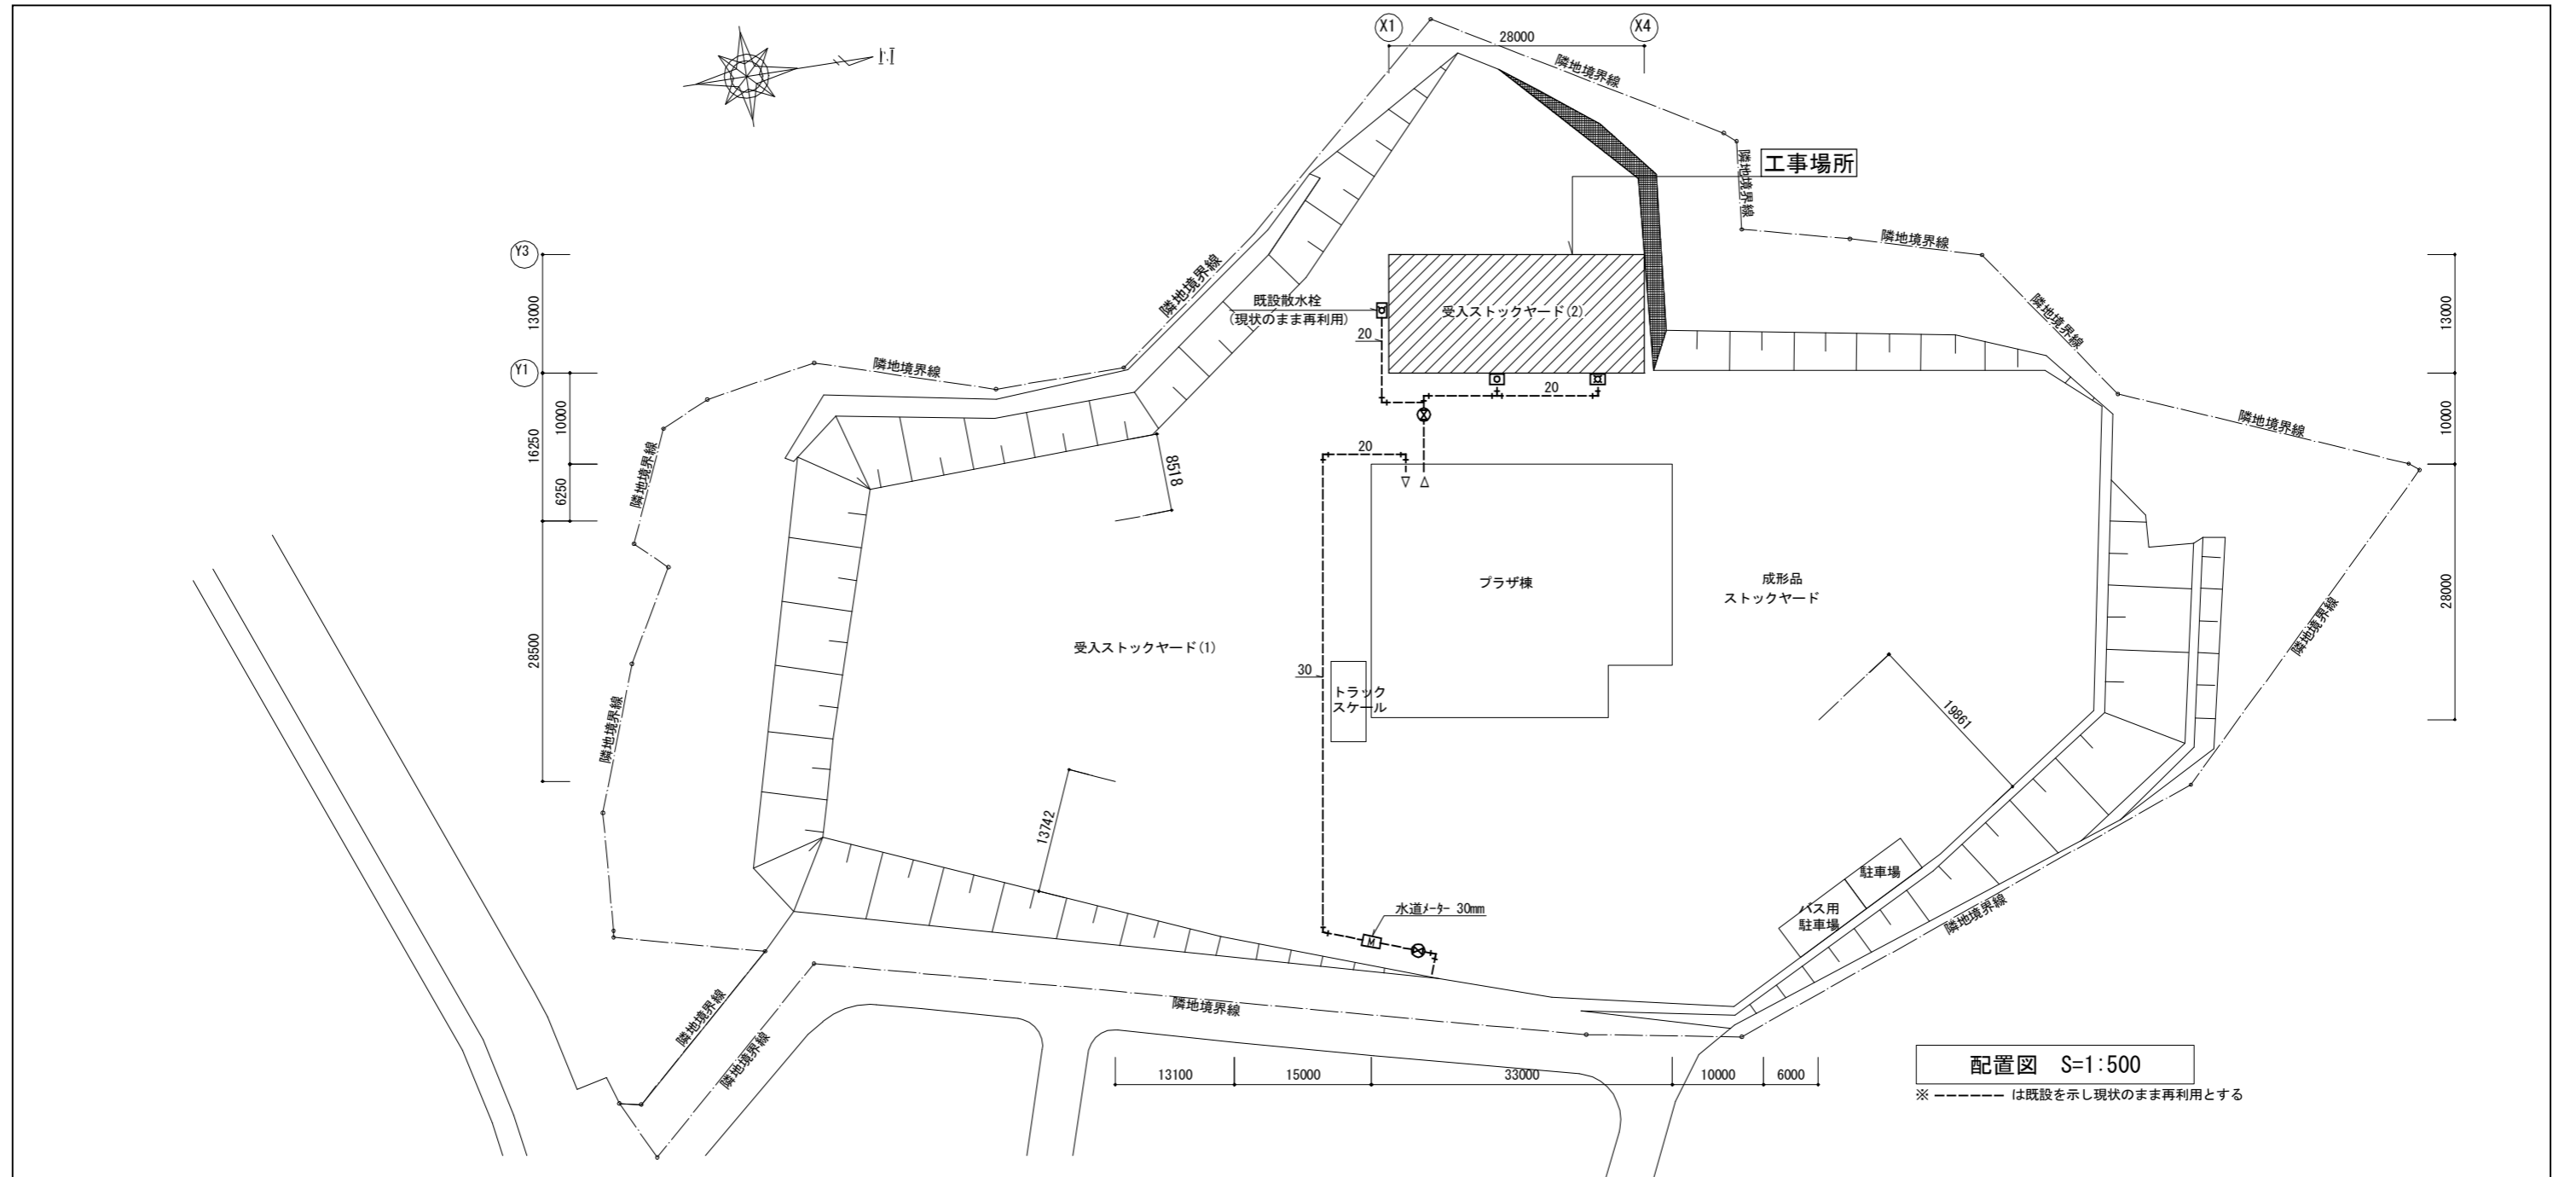 X1
X4
28000
隣地境界線
隣地境界線
工事場所
隣地境界線
Y3
隣地境界線
隣地境界線
既設散水栓
(現状のまま再利用)
受入ストックヤード(2)
13000
13000
20
Y1
隣地境界線
20
10000
16250
6250
10000
隣地境界線
隣地境界線
20
8518
プラザ棟
成形品
ストックヤード
28000
隣地境界線
28500
受入ストックヤード(1)
30
トラック
スケール
隣地境界線
19861
13742
駐車場
バス用
駐車場
水道ﾒｰﾀｰ 30mm
M
隣地境界線
隣地境界線
隣地境界線
隣地境界線
13100
15000
33000
10000
6000
配置図 S=1:500
※ ------ は既設を示し現状のまま再利用とする